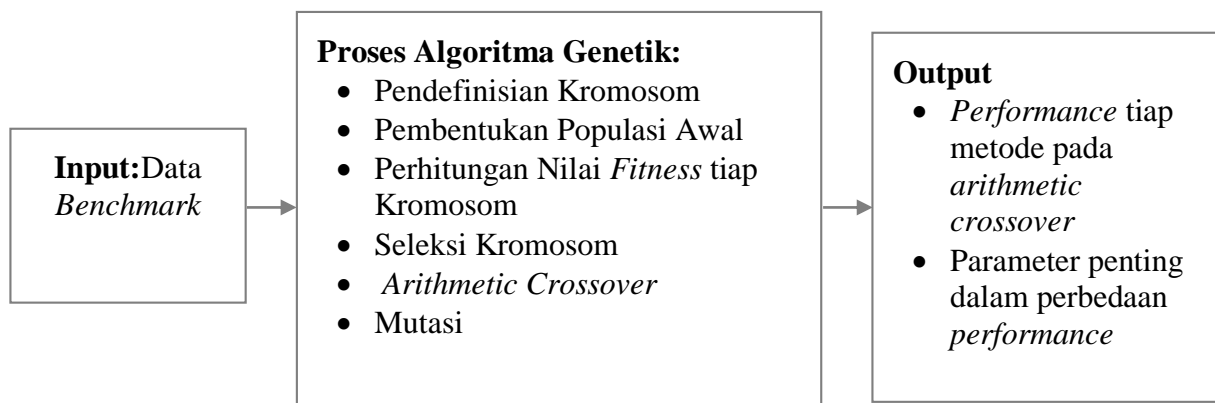 Input:Data
Benchmark
Proses Algoritma Genetik:
• Pendefinisian Kromosom
• Pembentukan Populasi Awal
• Perhitungan Nilai Fitness tiap
Kromosom
• Seleksi Kromosom
• Arithmetic Crossover
• Mutasi
Output
• Performance tiap
metode pada
arithmetic
crossover
• Parameter penting
dalam perbedaan
performance